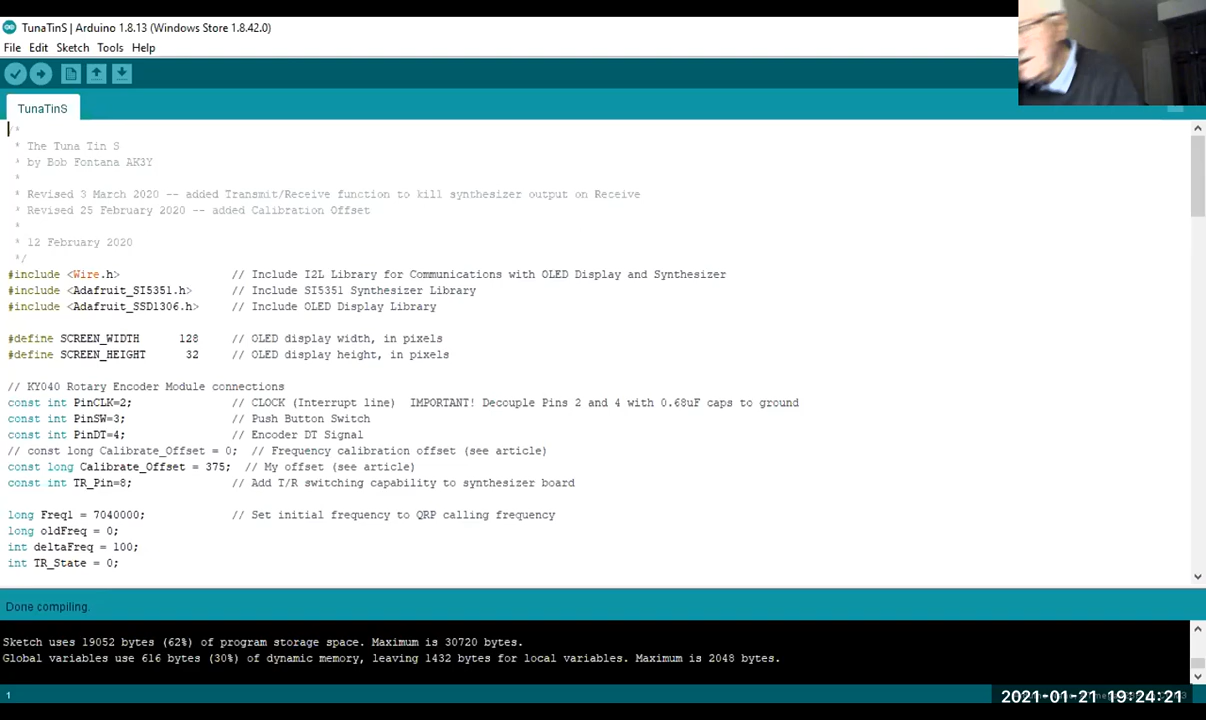 TunaTinS | Arduino 1.8.13 (Windows Store 1.8.42.0)
File Edit Sketch Tools Help
TunaTinS
/*
* The Tuna Tin S
* by Bob Fontana AK3Y
*
* Revised 3 March 2020 -- added Transmit/Receive function to kill synthesizer output on Receive
* Revised 25 February 2020 -- added Calibration Offset
*
* 12 February 2020
*/
#include <Wire.h> // Include I2L Library for Communications with OLED Display and Synthesizer
#include <Adafruit_SI5351.h> // Include SI5351 Synthesizer Library
#include <Adafruit_SSD1306.h> // Include OLED Display Library
#define SCREEN_WIDTH 128 // OLED display width, in pixels
#define SCREEN_HEIGHT 32 // OLED display height, in pixels
// KY040 Rotary Encoder Module connections
const int PinCLK=2; // CLOCK (Interrupt line) IMPORTANT! Decouple Pins 2 and 4 with 0.68uF caps to ground
const int PinSW=3; // Push Button Switch
const int PinDT=4; // Encoder DT Signal
// const long Calibrate_Offset = 0; // Frequency calibration offset (see article)
const long Calibrate_Offset = 375; // My offset (see article)
const int TR_Pin=8; // Add T/R switching capability to synthesizer board
long Freq1 = 7040000; // Set initial frequency to QRP calling frequency
long oldFreq = 0;
int deltaFreq = 100;
int TR_State = 0;
Done compiling.
Sketch uses 19052 bytes (62%) of program storage space. Maximum is 30720 bytes.
Global variables use 616 bytes (30%) of dynamic memory, leaving 1432 bytes for local variables. Maximum is 2048 bytes.
1
2021-01-21 19:24:21